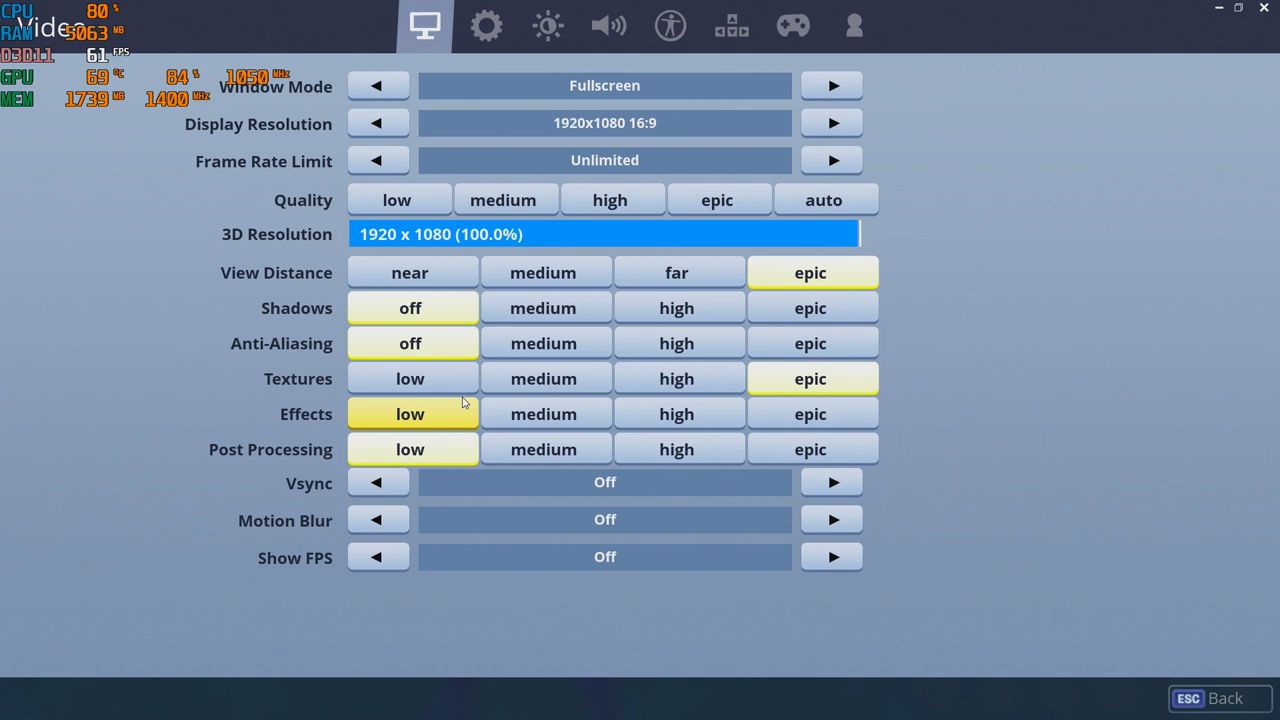 Video
CPU 80 %
RAM 5063 MB
D3D11 61 FPS
GPU 69 °C 84 % 1050 MHz
MEM 1739 MB 1400 MHz
Window Mode Fullscreen
Display Resolution 1920x1080 16:9
Frame Rate Limit Unlimited
Quality low medium high epic auto
3D Resolution 1920 x 1080 (100.0%)
View Distance near medium far epic
Shadows off medium high epic
Anti-Aliasing off medium high epic
Textures low medium high epic
Effects low medium high epic
Post Processing low medium high epic
Vsync Off
Motion Blur Off
Show FPS Off
ESC Back